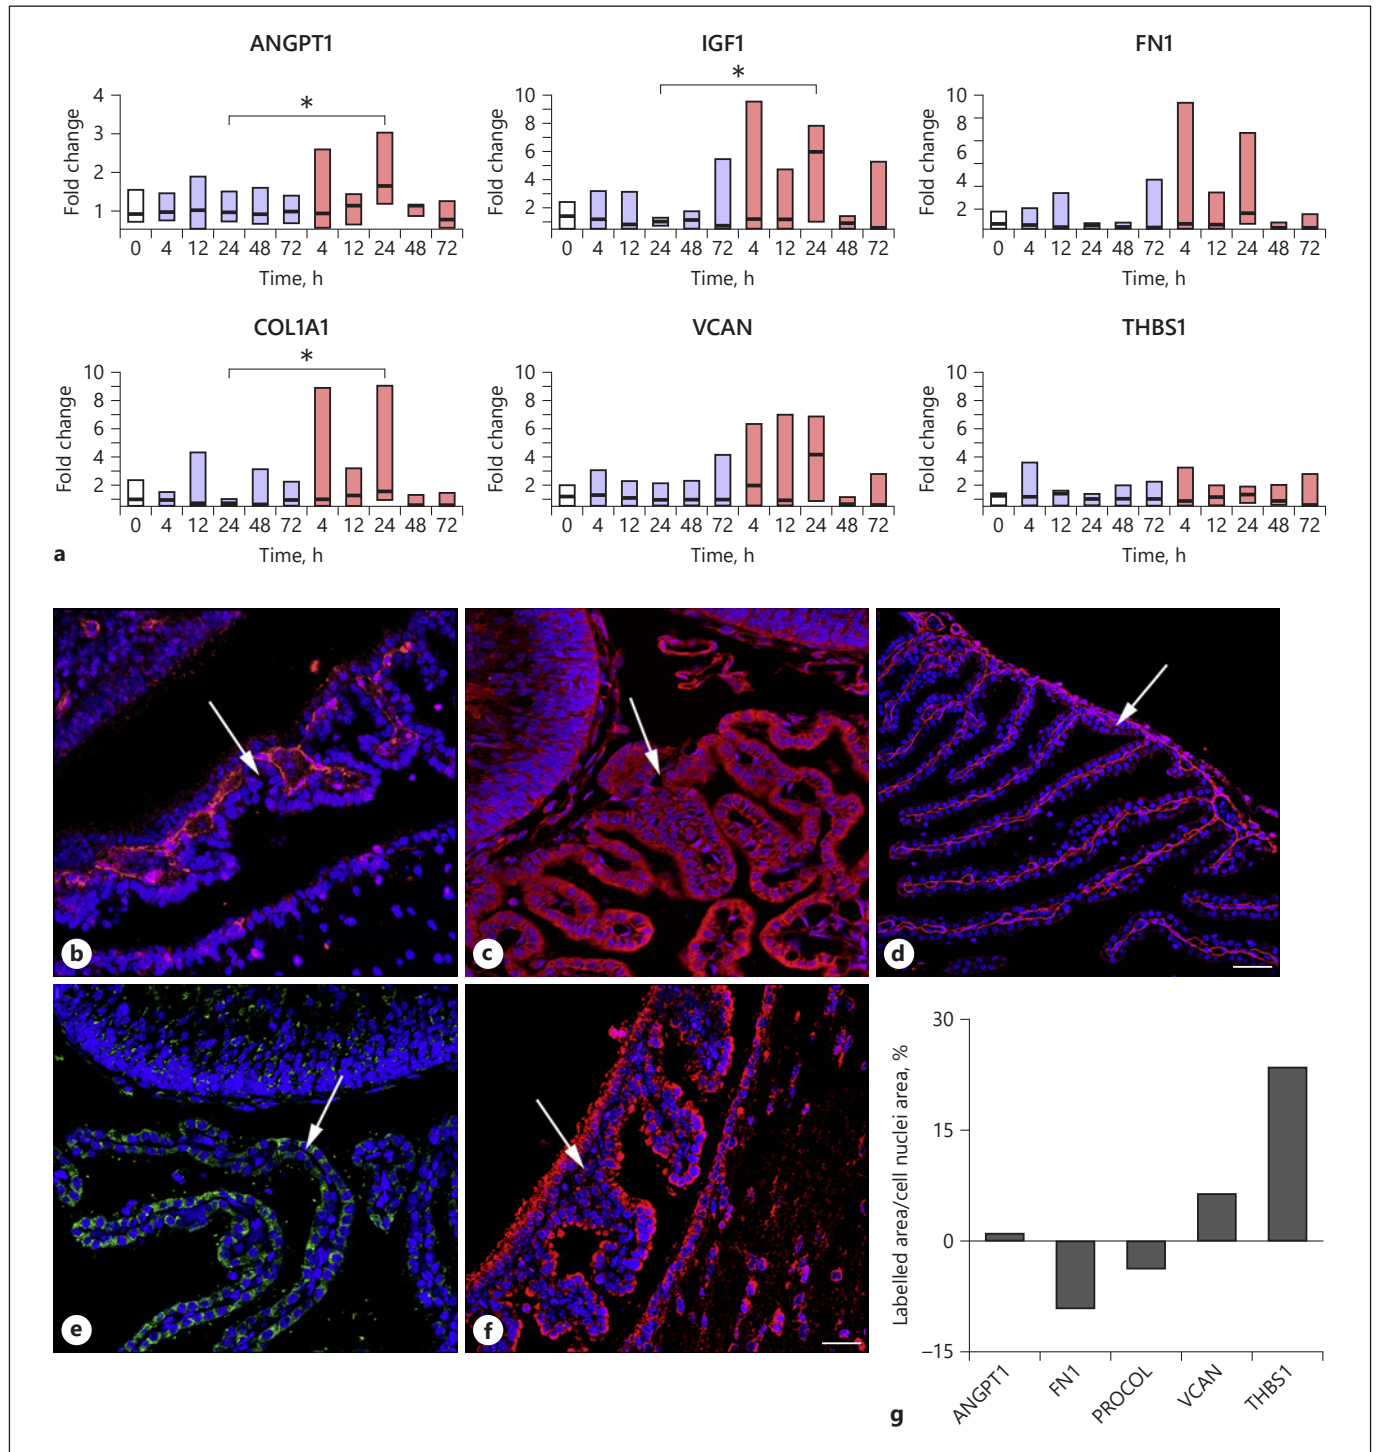 ANGPT1
IGF1
FN1
*
*
4
3
2
1
Fold change
10
8
6
4
2
Fold change
10
8
6
4
2
Fold change
0 4 12 24 48 72 4 12 24 48 72
0 4 12 24 48 72 4 12 24 48 72
0 4 12 24 48 72 4 12 24 48 72
Time, h
Time, h
Time, h
COL1A1
VCAN
THBS1
*
10
8
6
4
2
Fold change
10
8
6
4
2
Fold change
10
8
6
4
2
Fold change
0 4 12 24 48 72 4 12 24 48 72
0 4 12 24 48 72 4 12 24 48 72
0 4 12 24 48 72 4 12 24 48 72
a
Time, h
Time, h
Time, h
b
c
d
e
f
30
15
0
–15
Labelled area/cell nuclei area, %
ANGPT1
FN1
PROCOL
VCAN
THBS1
g